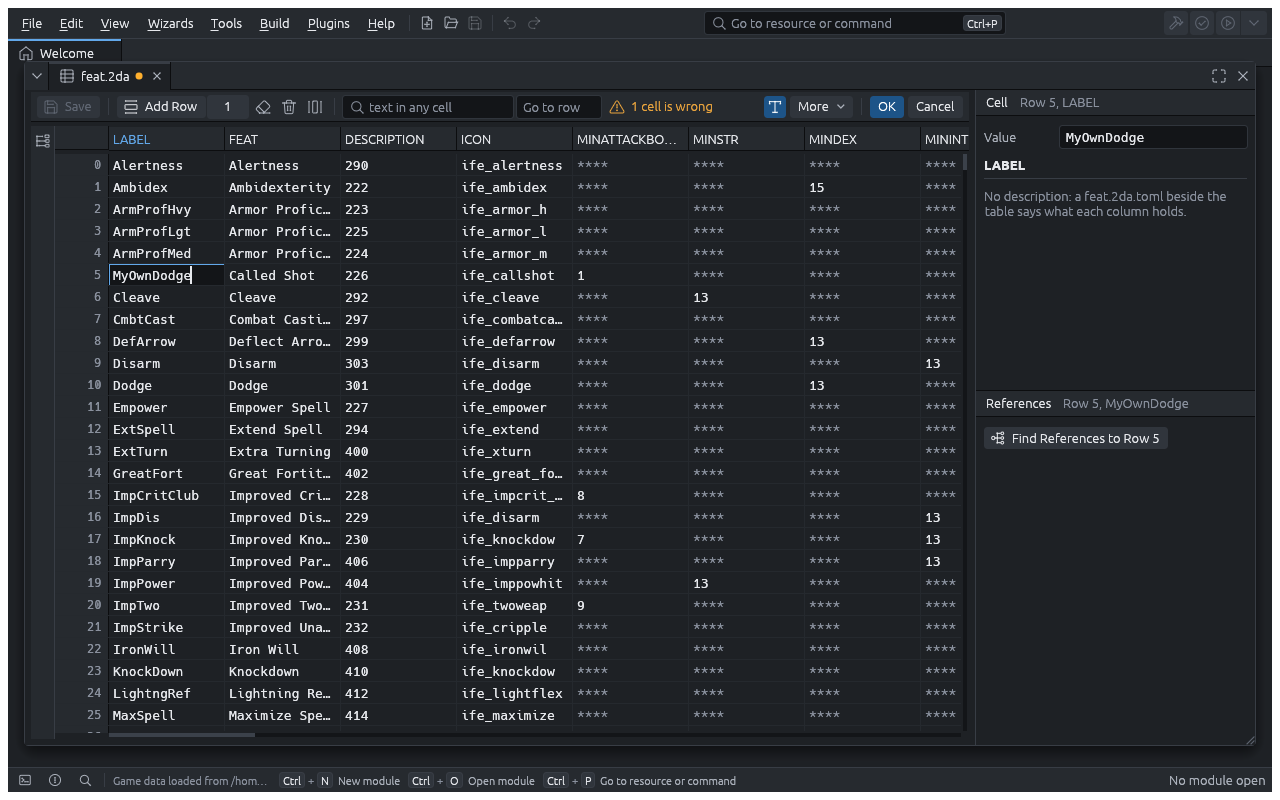 File Edit View Wizards Tools Build Plugins Help Go to resource or command Ctrl+P
Welcome
feat.2da
Save Add Row 1 text in any cell Go to row 1 cell is wrong T More OK Cancel
Cell Row 5, LABEL
Value MyOwnDodge
LABEL
No description: a feat.2da.toml beside the
table says what each column holds.
References Row 5, MyOwnDodge
Find References to Row 5
LABEL FEAT DESCRIPTION ICON MINATTACKBO... MINSTR MINDEX MININT
0 Alertness Alertness 290 ife_alertness **** **** **** ****
1 Ambidex Ambidexterity 222 ife_ambidex **** **** 15 ****
2 ArmProfHvy Armor Profic... 223 ife_armor_h **** **** **** ****
3 ArmProfLgt Armor Profic... 225 ife_armor_l **** **** **** ****
4 ArmProfMed Armor Profic... 224 ife_armor_m **** **** **** ****
5 MyOwnDodge Called Shot 226 ife_callshot 1 **** **** ****
6 Cleave Cleave 292 ife_cleave **** 13 **** ****
7 CmbtCast Combat Casti... 297 ife_combatca... **** **** **** ****
8 DefArrow Deflect Arro... 299 ife_defarrow **** **** 13 ****
9 Disarm Disarm 303 ife_disarm **** **** **** 13
10 Dodge Dodge 301 ife_dodge **** **** 13 ****
11 Empower Empower Spell 227 ife_empower **** **** **** ****
12 ExtSpell Extend Spell 294 ife_extend **** **** **** ****
13 ExtTurn Extra Turning 400 ife_xturn **** **** **** ****
14 GreatFort Great Fortit... 402 ife_great_fo... **** **** **** ****
15 ImpCritClub Improved Cri... 228 ife_impcrit_... 8 **** **** ****
16 ImpDis Improved Dis... 229 ife_disarm **** **** **** 13
17 ImpKnock Improved Kno... 230 ife_knockdow 7 **** **** 13
18 ImpParry Improved Par... 406 ife_impparry **** **** **** 13
19 ImpPower Improved Pow... 404 ife_imppowhit **** 13 **** ****
20 ImpTwo Improved Two... 231 ife_twoweap 9 **** **** ****
21 ImpStrike Improved Una... 232 ife_cripple **** **** **** ****
22 IronWill Iron Will 408 ife_ironwil **** **** **** ****
23 KnockDown Knockdown 410 ife_knockdow **** **** **** ****
24 LightngRef Lightning Re... 412 ife_lightflex **** **** **** ****
25 MaxSpell Maximize Spe... 414 ife_maximize **** **** **** ****
Game data loaded from /hom... Ctrl + N New module Ctrl + O Open module Ctrl + P Go to resource or command No module open